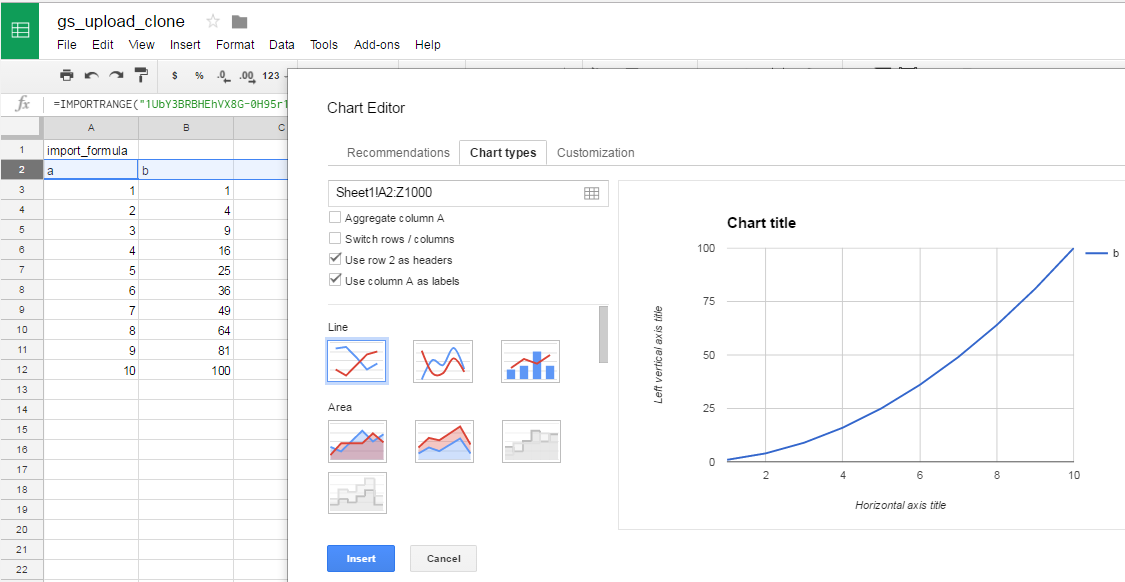 gs_upload_clone
File Edit View Insert Format Data Tools Add-ons Help
$ % .0 .00 123
fx =IMPORTRANGE("1UbY3BRBHEhVX8G-0H95r1
A B C
1 import_formula
2 a b
3 1 1
4 2 4
5 3 9
6 4 16
7 5 25
8 6 36
9 7 49
10 8 64
11 9 81
12 10 100
13
14
15
16
17
18
19
20
21
22
Chart Editor
Recommendations Chart types Customization
Sheet1!A2:Z1000
Aggregate column A
Switch rows / columns
Use row 2 as headers
Use column A as labels
Line
Area
Insert Cancel
Chart title
100
75
50
25
0
Left vertical axis title
2 4 6 8 10
Horizontal axis title
b